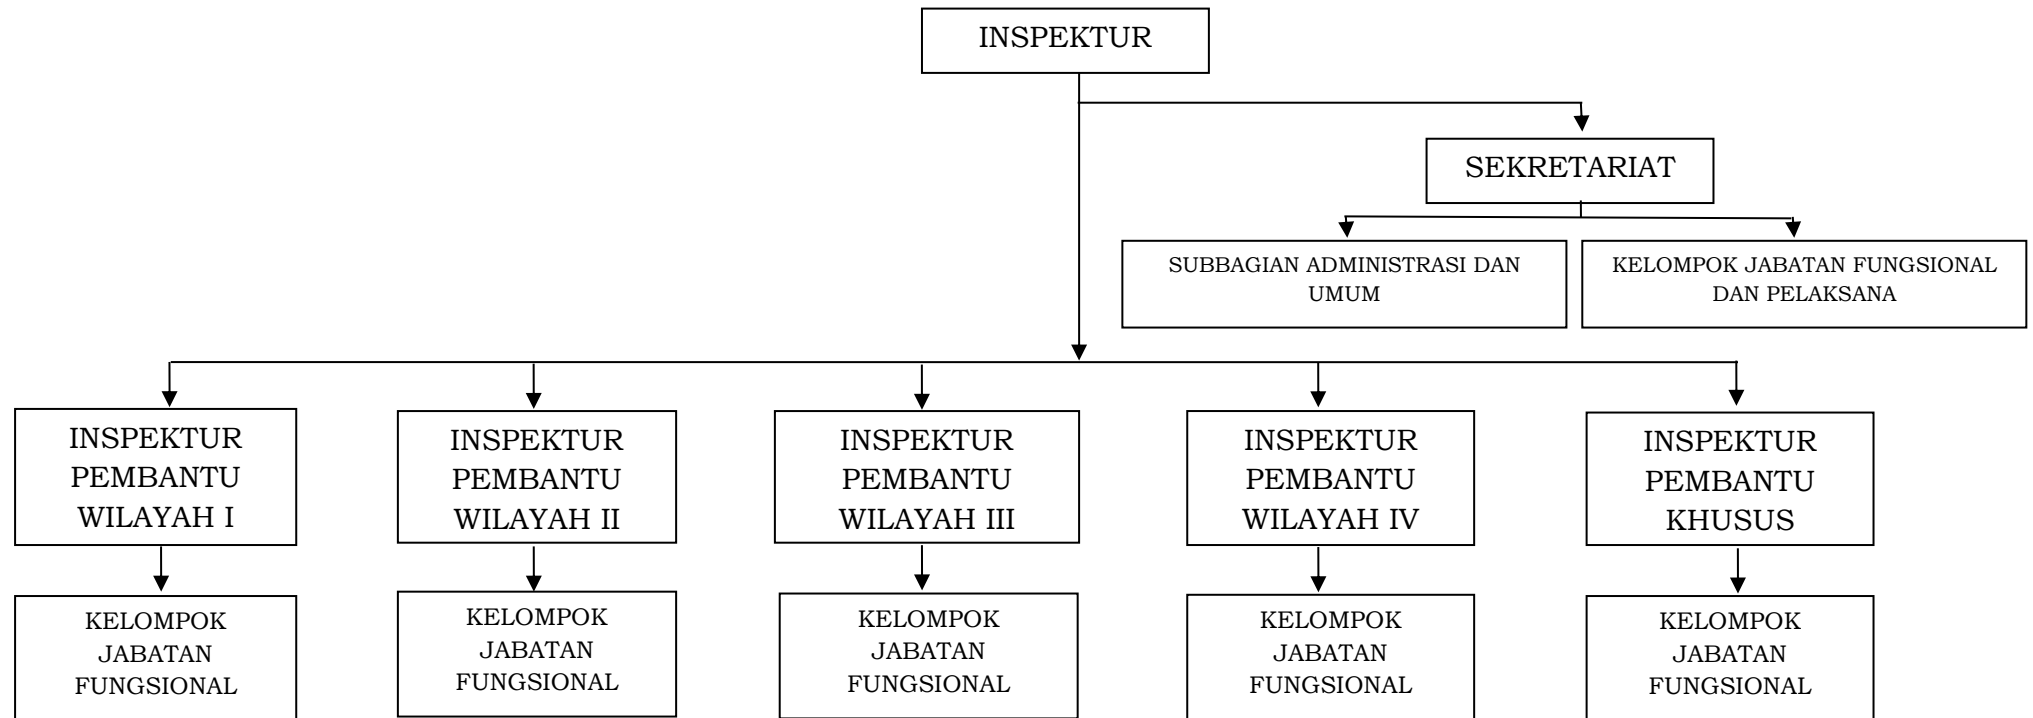 INSPEKTUR
SEKRETARIAT
SUBBAGIAN ADMINISTRASI DAN
UMUM
KELOMPOK JABATAN FUNGSIONAL
DAN PELAKSANA
INSPEKTUR
PEMBANTU
WILAYAH I
INSPEKTUR
PEMBANTU
WILAYAH II
INSPEKTUR
PEMBANTU
WILAYAH III
INSPEKTUR
PEMBANTU
WILAYAH IV
INSPEKTUR
PEMBANTU
KHUSUS
KELOMPOK
JABATAN
FUNGSIONAL
KELOMPOK
JABATAN
FUNGSIONAL
KELOMPOK
JABATAN
FUNGSIONAL
KELOMPOK
JABATAN
FUNGSIONAL
KELOMPOK
JABATAN
FUNGSIONAL